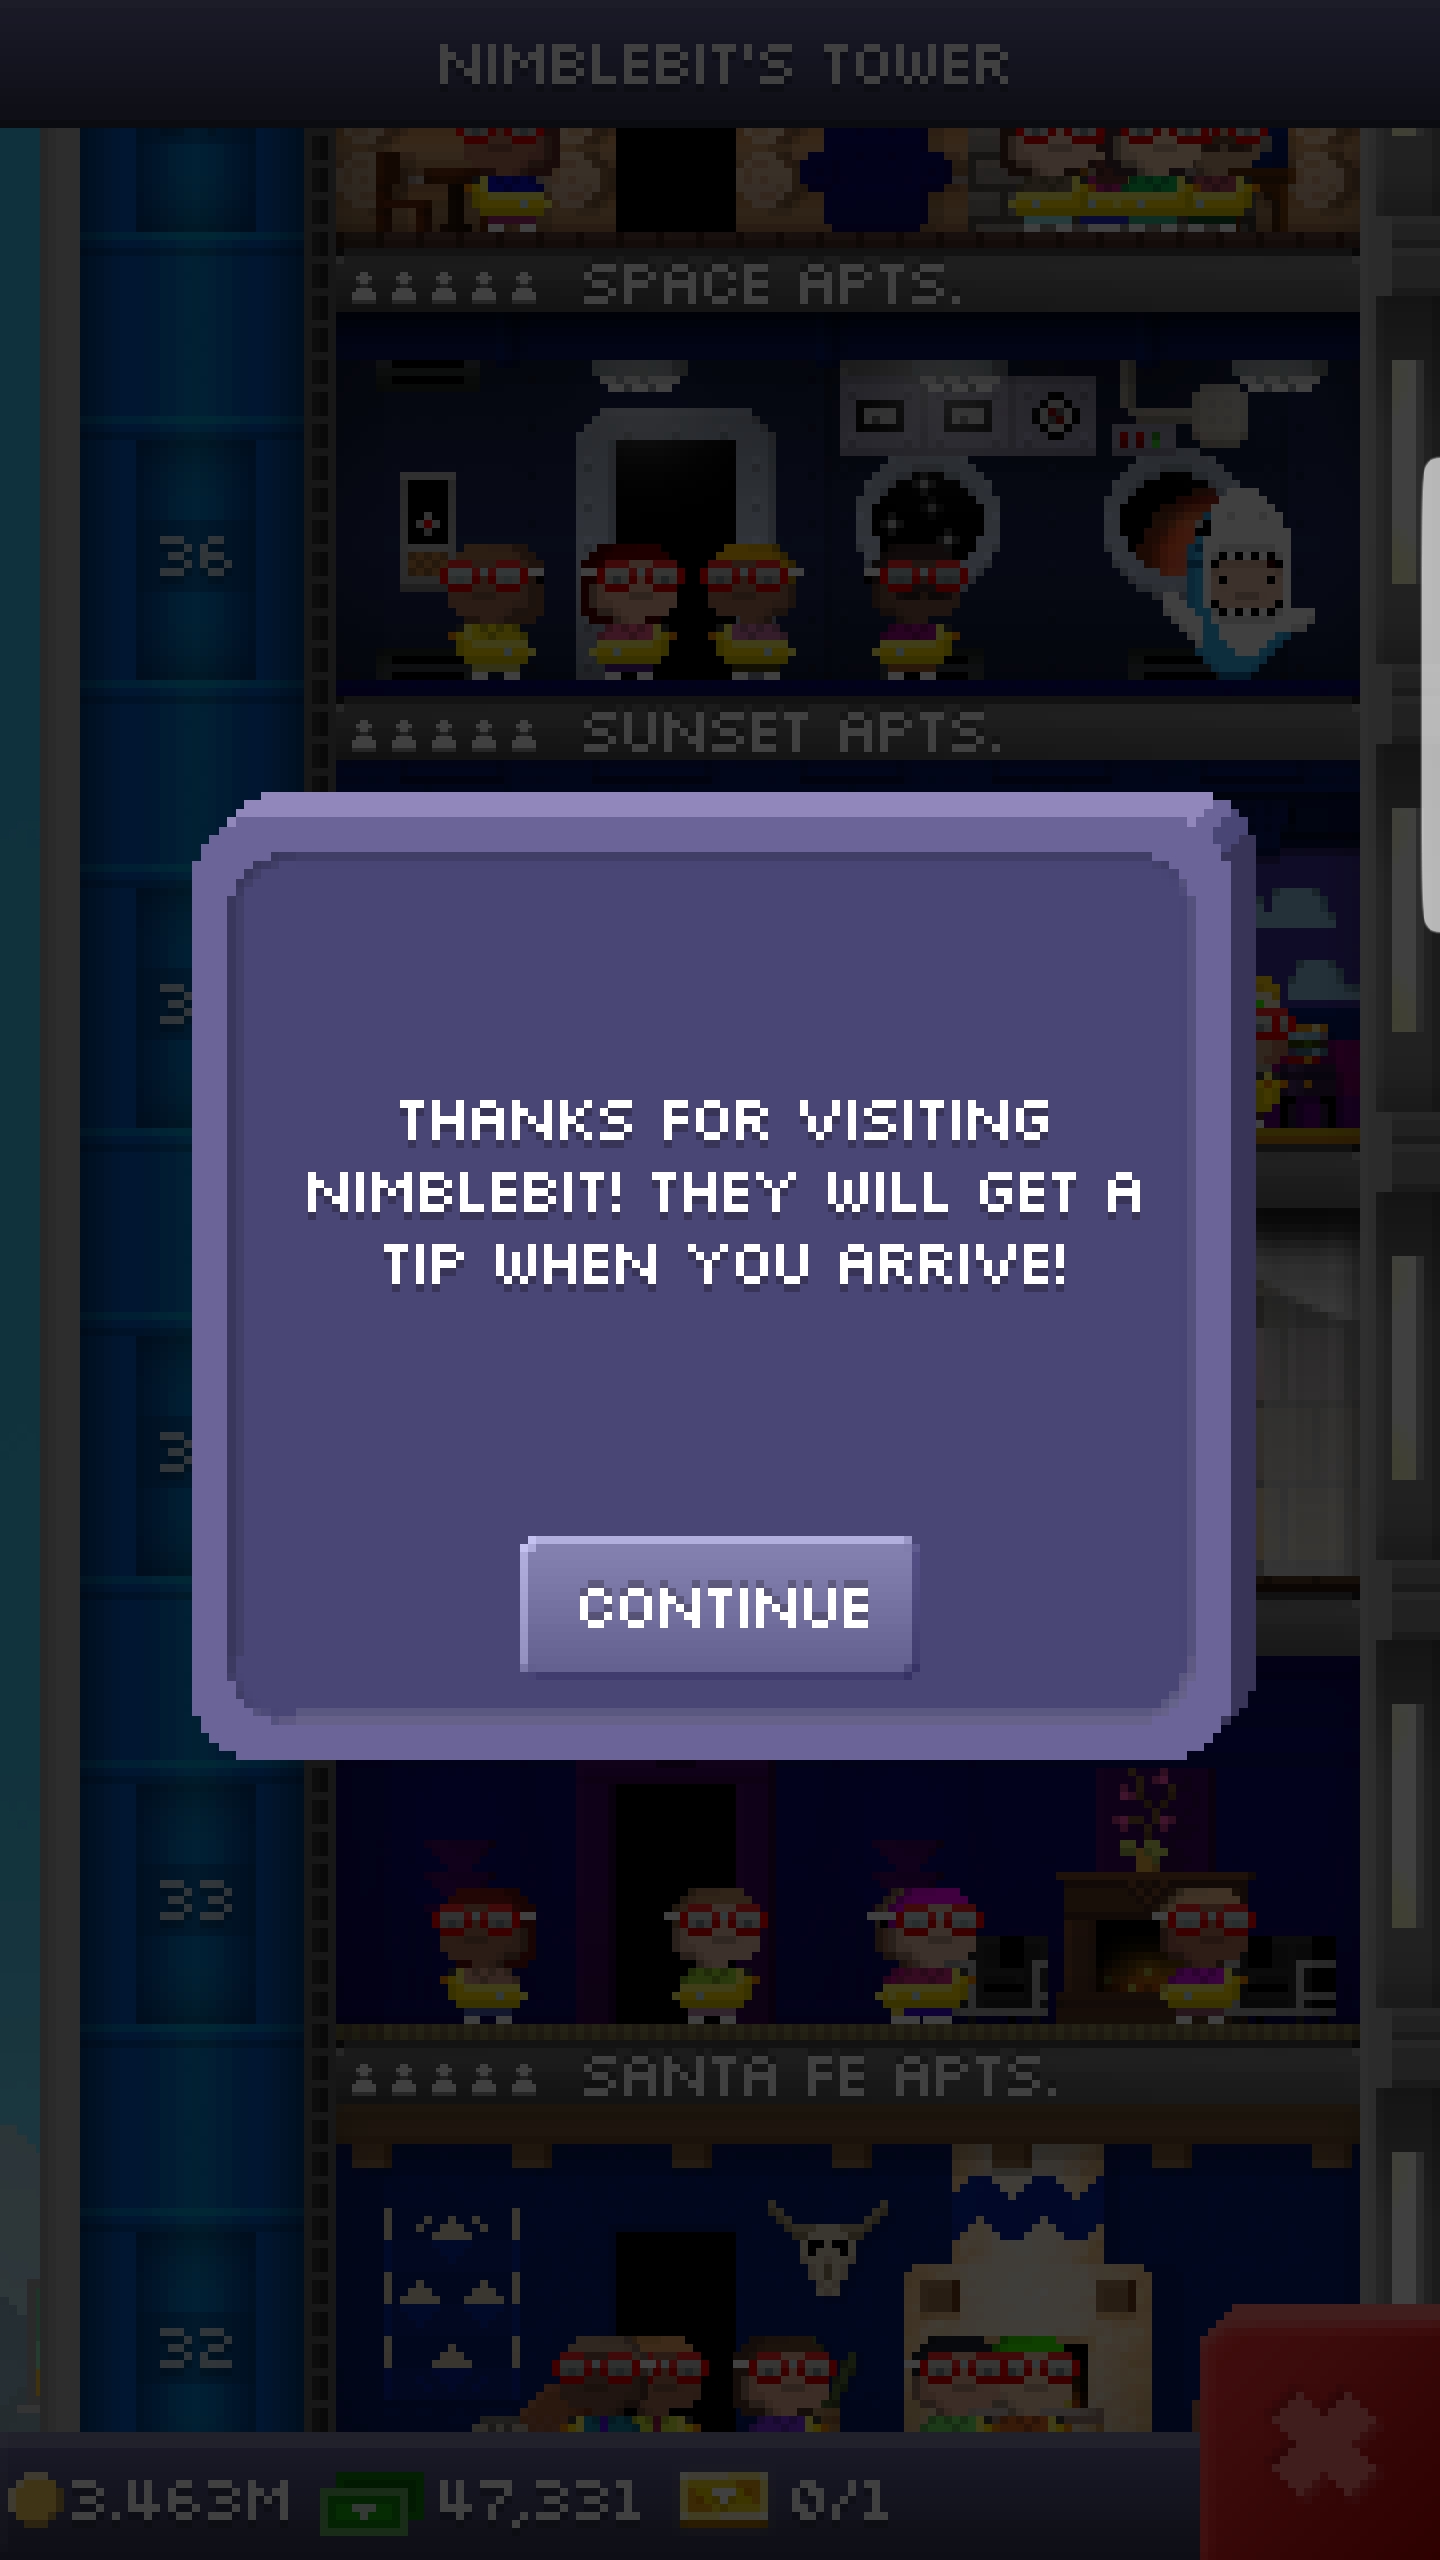 NIMBLEBIT'S TOWER
SPACE APTS.
36
SUNSET APTS.
THANKS FOR VISITING
NIMBLEBIT! THEY WILL GET A
TIP WHEN YOU ARRIVE!
CONTINUE
33
SANTA FE APTS.
32
3.463M 47,331 0/1